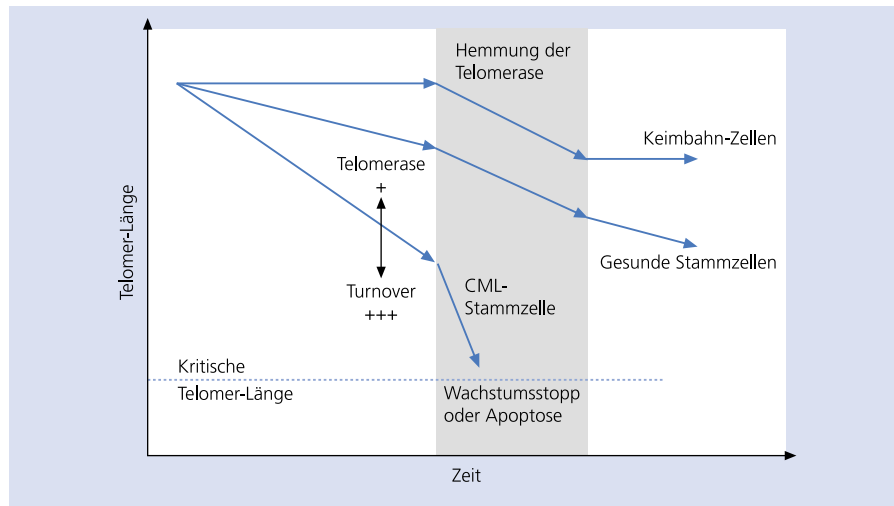 Hemmung der
Telomerase
Keimbahn-Zellen
Telomerase
+
Gesunde Stammzellen
Turnover
+++
CML-
Stammzelle
Kritische
Telomer-Länge
Wachstumsstopp
oder Apoptose
Telomer-Länge
Zeit